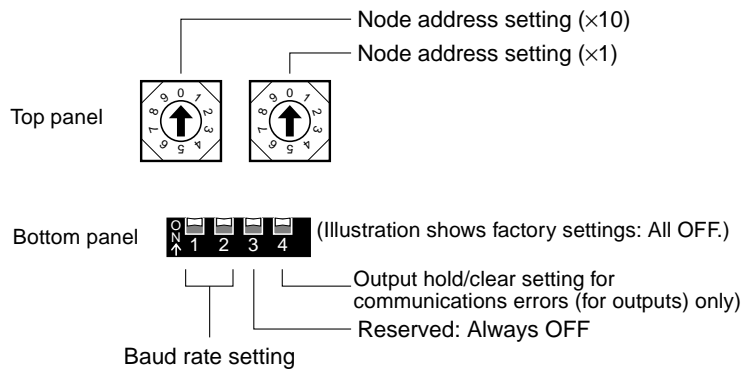 Node address setting (×10)
Node address setting (×1)
Top panel
0 1 2 3 4 5 6 7 8 9
0 1 2 3 4 5 6 7 8 9
Bottom panel
ON
1 2 3 4
(Illustration shows factory settings: All OFF.)
Output hold/clear setting for
communications errors (for outputs) only)
Reserved: Always OFF
Baud rate setting